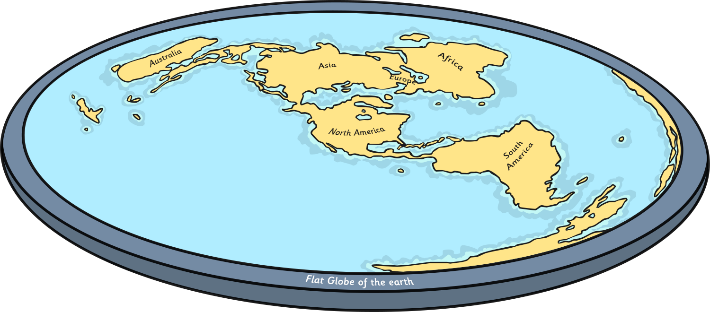 Australia
Asia
Europe
Africa
North America
South
America
Flat Globe of the earth